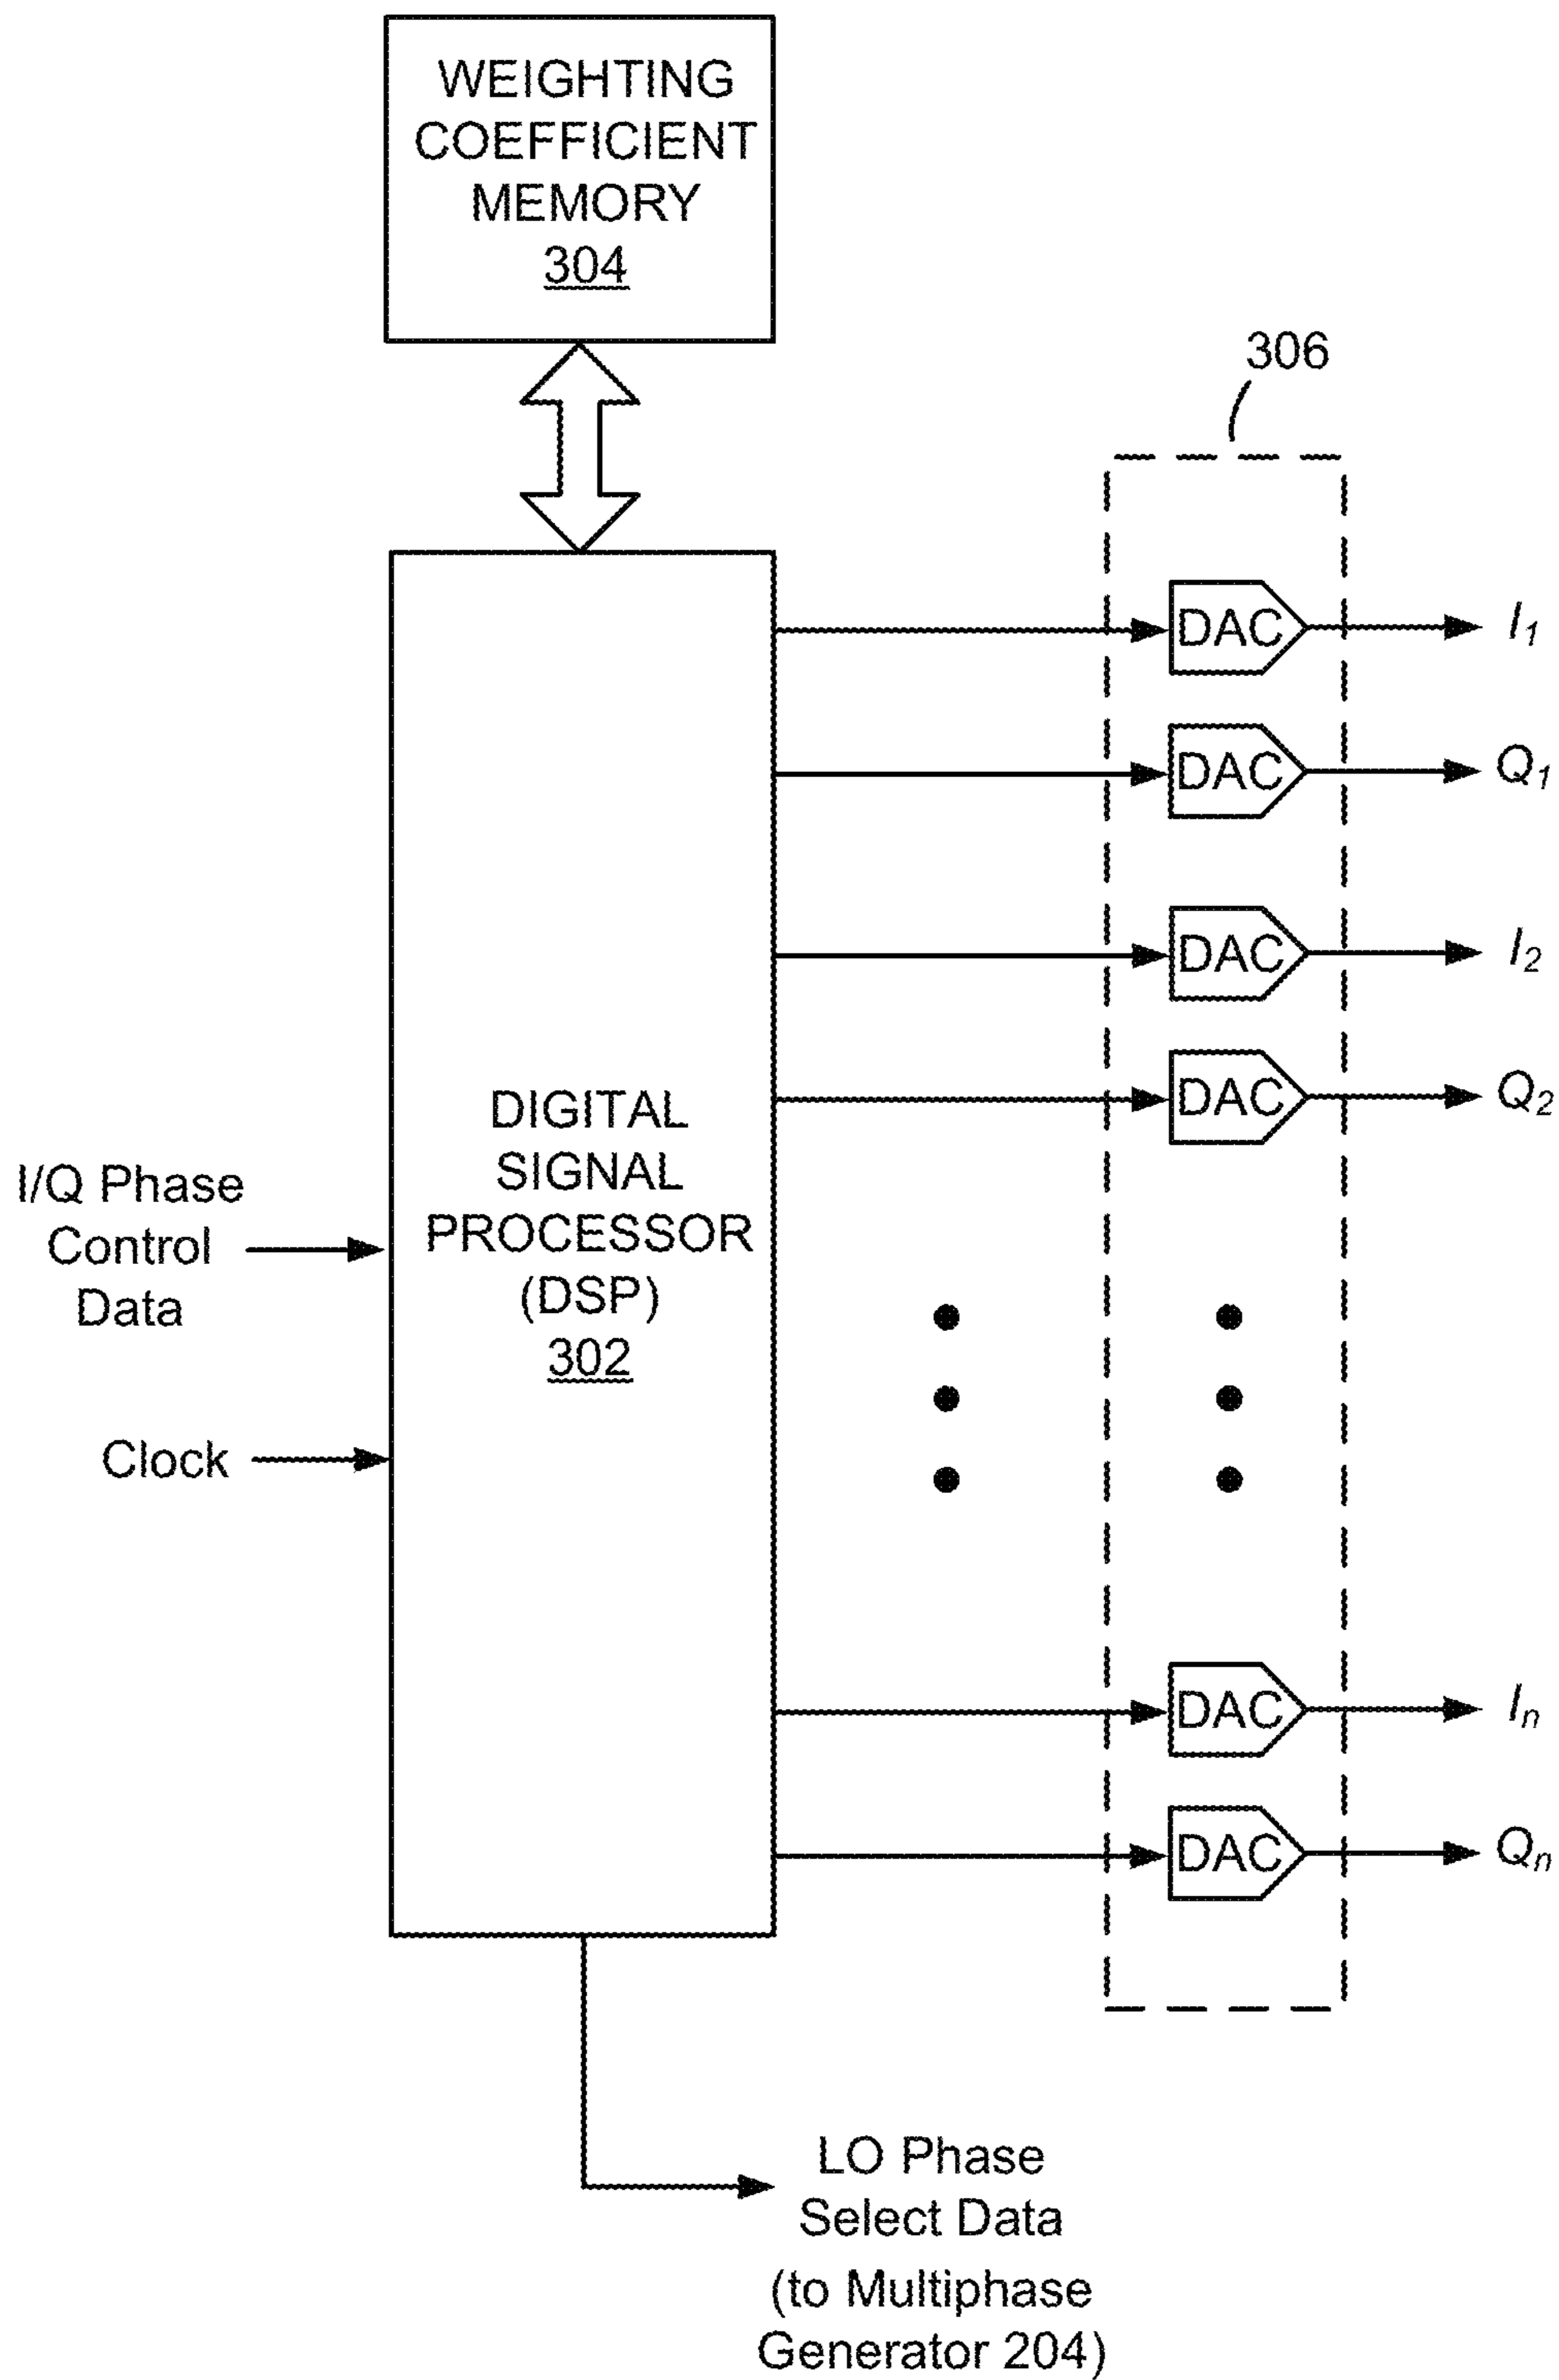 WEIGHTING
COEFFICIENT
MEMORY
304
306
DAC
I1
DAC
Q1
DAC
I2
DAC
Q2
DIGITAL
SIGNAL
PROCESSOR
(DSP)
302
I/Q Phase
Control
Data
Clock
DAC
In
DAC
Qn
LO Phase
Select Data
(to Multiphase
Generator 204)